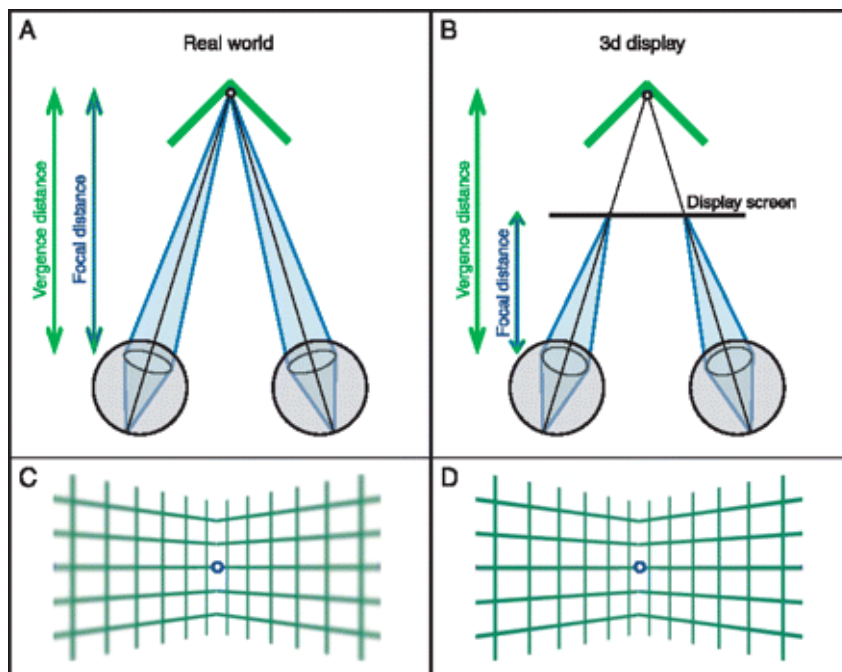 A
Real world
Vergence distance
Focal distance
B
3d display
Vergence distance
Focal distance
Display screen
C
D